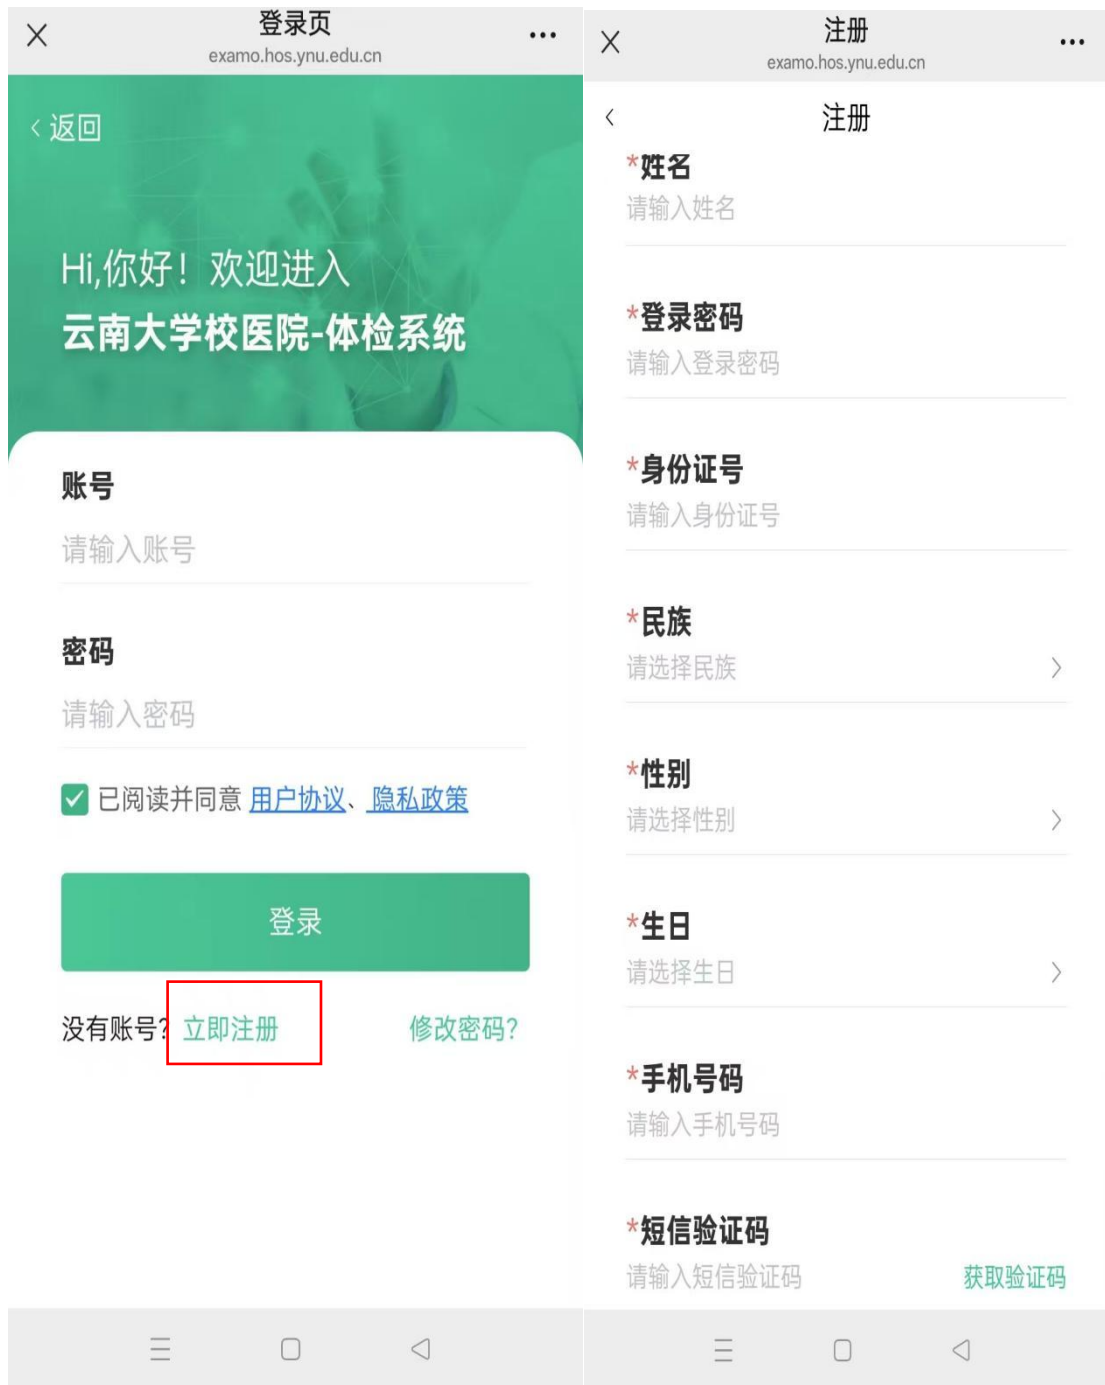 登录页
examo.hos.ynu.edu.cn
返回
Hi,你好！欢迎进入
云南大学校医院-体检系统
账号
请输入账号
密码
请输入密码
已阅读并同意 用户协议、隐私政策
登录
没有账号? 立即注册 修改密码?
注册
examo.hos.ynu.edu.cn
注册
*姓名
请输入姓名
*登录密码
请输入登录密码
*身份证号
请输入身份证号
*民族
请选择民族
*性别
请选择性别
*生日
请选择生日
*手机号码
请输入手机号码
*短信验证码
请输入短信验证码 获取验证码